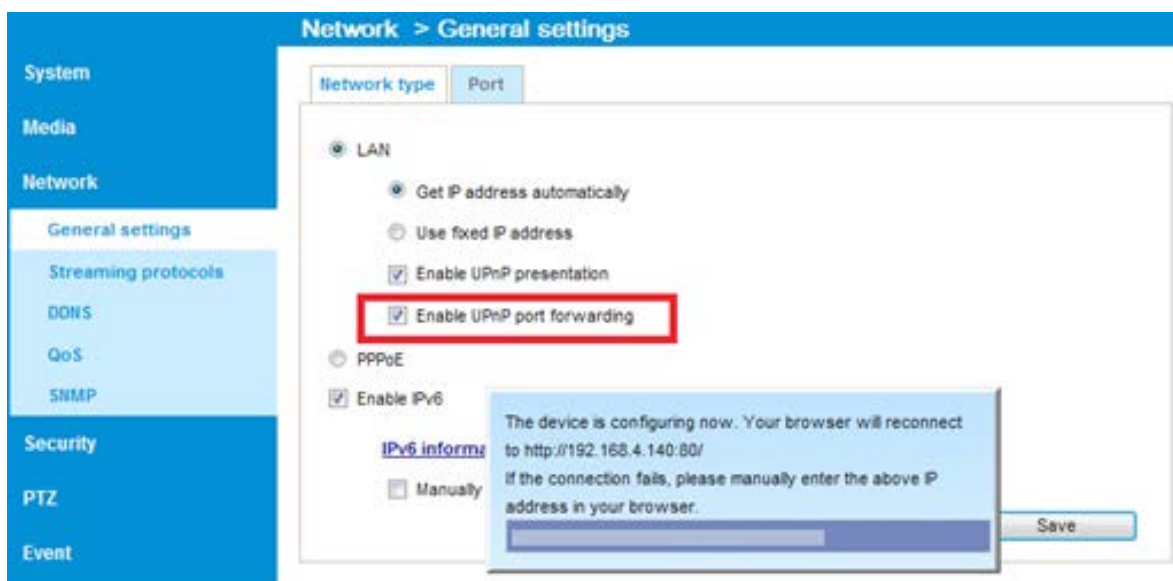 Network > General settings
System
Media
Network
General settings
Streaming protocols
DDNS
QoS
SNMP
Security
PTZ
Event
Network type
Port
LAN
Get IP address automatically
Use fixed IP address
Enable UPnP presentation
Enable UPnP port forwarding
PPPoE
Enable IPv6
IPv6 informa
Manually
The device is configuring now. Your browser will reconnect
to http://192.168.4.140:80/
If the connection fails, please manually enter the above IP
address in your browser.
Save